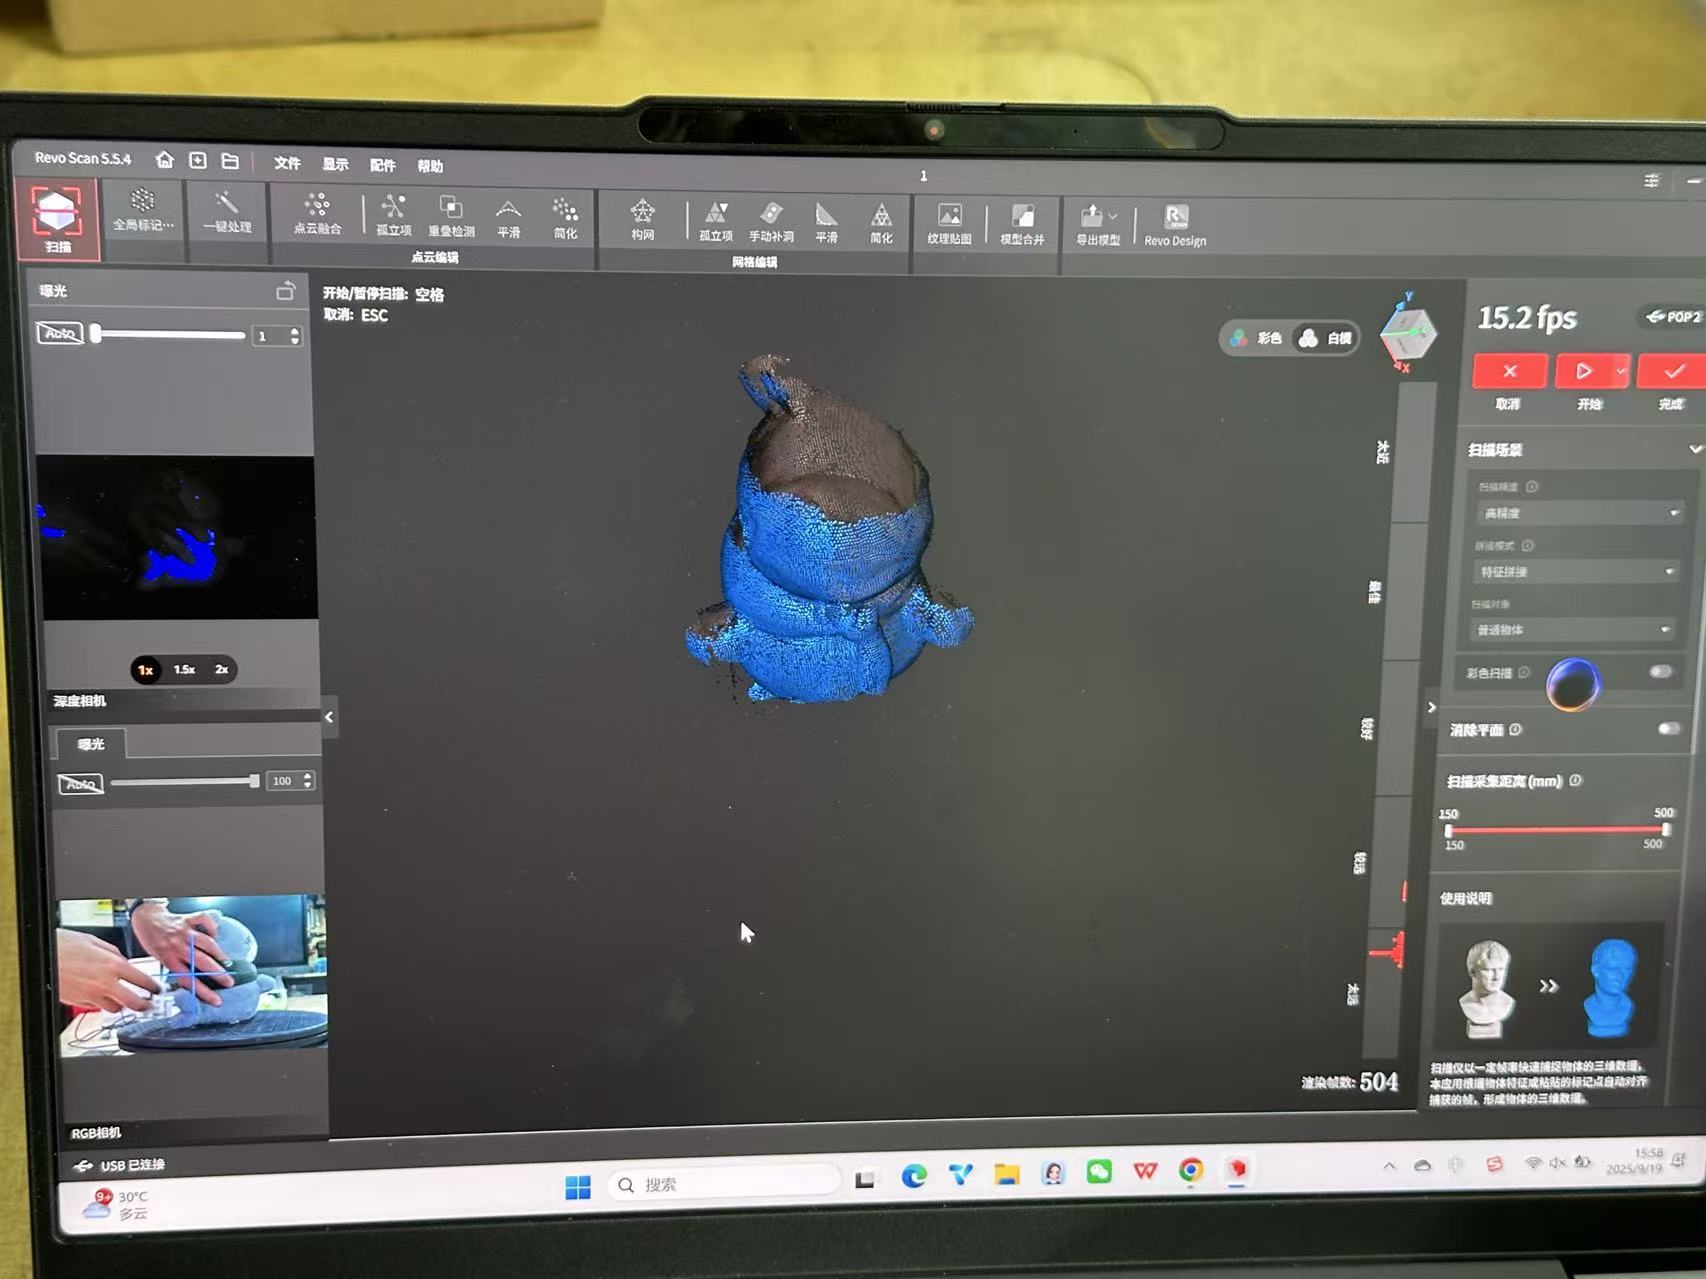 Revo Scan 5.5.4
文件 显示 配件 帮助
1
扫描
全局标记…
一键处理
点云融合
孤立项
重叠检测
平滑
简化
点云编辑
构网
孤立项
手动补洞
平滑
简化
网格编辑
纹理贴图
模型合并
导出模型
Revo Design
曝光
Auto
1
开始/暂停扫描: 空格
取消: ESC
彩色
白模
Y
X
15.2 fps
POP 2
取消
开始
完成
扫描场景
扫描精度
高精度
拼接模式
特征拼接
扫描对象
普通物体
彩色扫描
消除平面
扫描采集距离(mm)
150 500
150 500
太近
最佳
较好
较远
太远
1x 1.5x 2x
深度相机
曝光
Auto
100
RGB相机
USB 已连接
渲染帧数: 504
使用说明
扫描仪以一定帧率快速捕捉物体的三维数据,
本应用根据物体特征或粘贴的标记点自动对齐
捕获的帧, 形成物体的三维数据。
9+
30°C
多云
搜索
15:58
2025/9/19